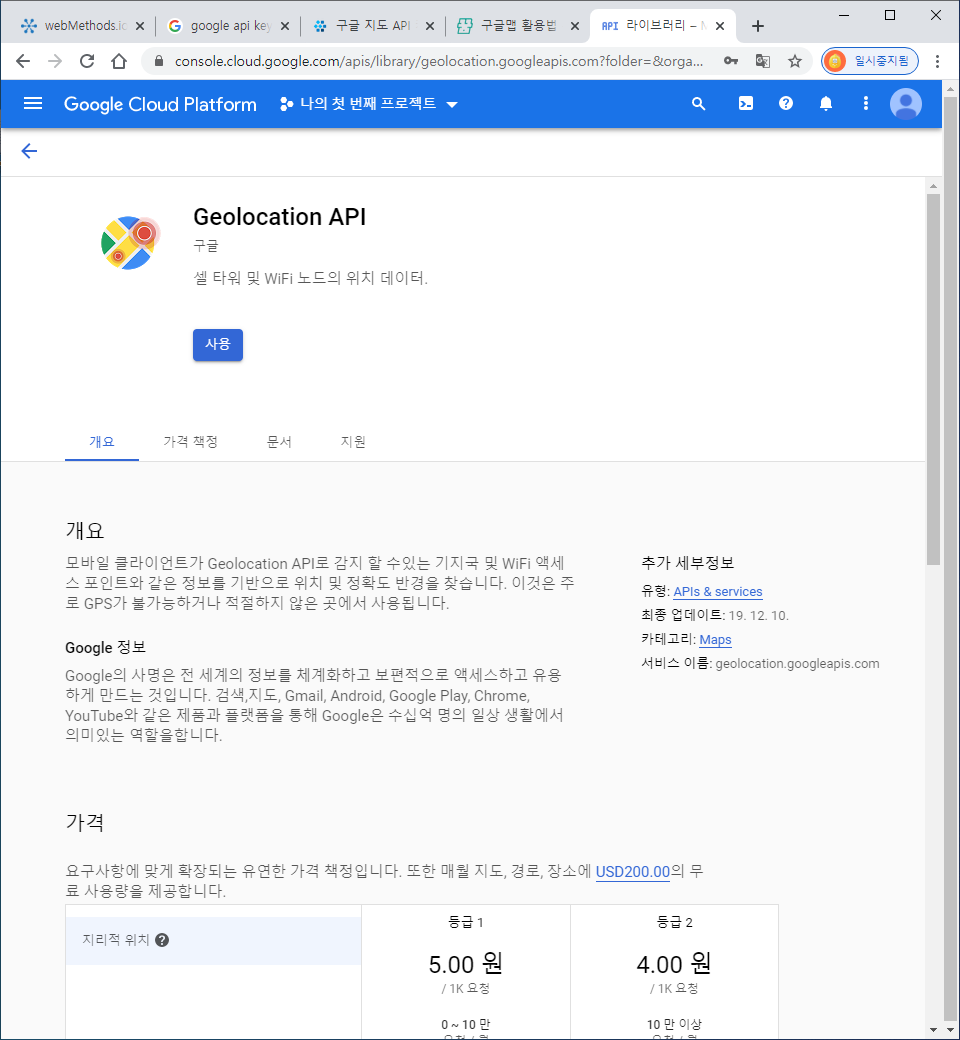 webMethods.io
google api key
구글 지도 API
구글맵 활용법
API 라이브러리 – N
console.cloud.google.com/apis/library/geolocation.googleapis.com?folder=&orga...
일시중지됨
Google Cloud Platform
나의 첫 번째 프로젝트
Geolocation API
구글
셀 타워 및 WiFi 노드의 위치 데이터.
사용
개요
가격 책정
문서
지원
개요
모바일 클라이언트가 Geolocation API로 감지 할 수있는 기지국 및 WiFi 액세
스 포인트와 같은 정보를 기반으로 위치 및 정확도 반경을 찾습니다. 이것은 주
로 GPS가 불가능하거나 적절하지 않은 곳에서 사용됩니다.
Google 정보
Google의 사명은 전 세계의 정보를 체계화하고 보편적으로 액세스하고 유용
하게 만드는 것입니다. 검색,지도, Gmail, Android, Google Play, Chrome,
YouTube와 같은 제품과 플랫폼을 통해 Google은 수십억 명의 일상 생활에서
의미있는 역할을합니다.
추가 세부정보
유형: APIs & services
최종 업데이트: 19. 12. 10.
카테고리: Maps
서비스 이름: geolocation.googleapis.com
가격
요구사항에 맞게 확장되는 유연한 가격 책정입니다. 또한 매월 지도, 경로, 장소에 USD200.00의 무
료 사용량을 제공합니다.
지리적 위치 ?
등급 1
5.00 원
/ 1K 요청
0 ~ 10 만
등급 2
4.00 원
/ 1K 요청
10 만 이상